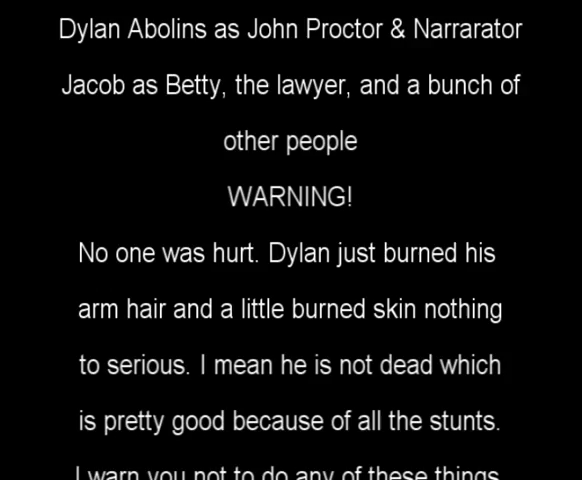 Dylan Abolins as John Proctor & Narrarator
Jacob as Betty, the lawyer, and a bunch of
other people
WARNING!
No one was hurt. Dylan just burned his
arm hair and a little burned skin nothing
to serious. I mean he is not dead which
is pretty good because of all the stunts.
I warn you not to do any of these things